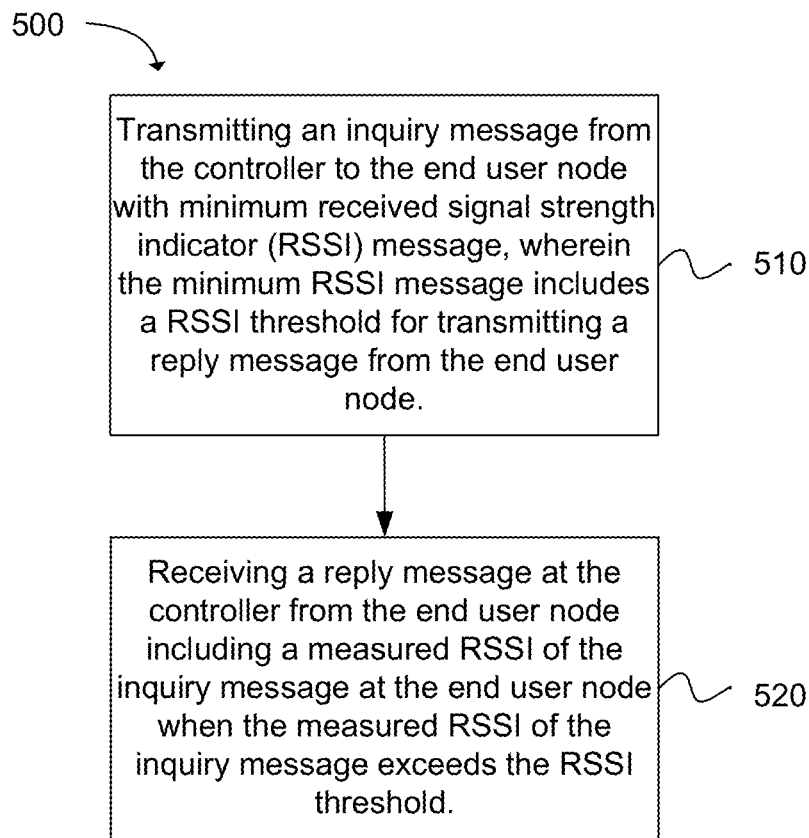 500
Transmitting an inquiry message from
the controller to the end user node
with minimum received signal strength
indicator (RSSI) message, wherein
the minimum RSSI message includes
a RSSI threshold for transmitting a
reply message from the end user
node.
510
Receiving a reply message at the
controller from the end user node
including a measured RSSI of the
inquiry message at the end user node
when the measured RSSI of the
inquiry message exceeds the RSSI
threshold.
520